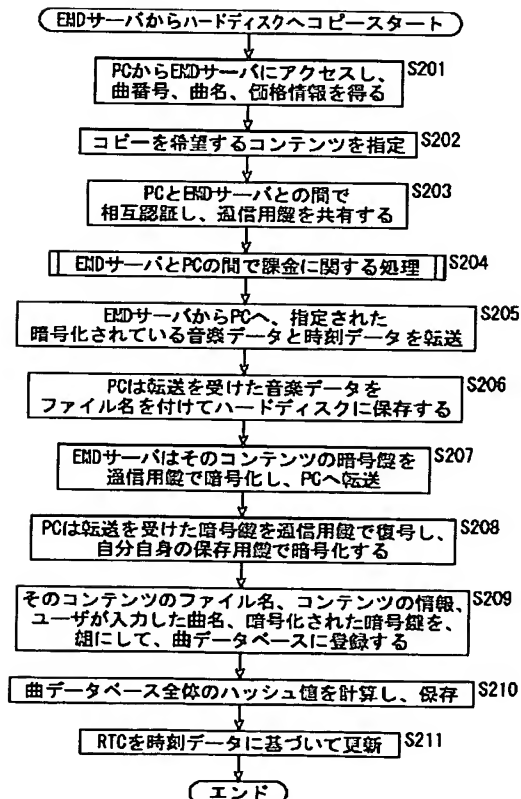 EMDサーバからハードディスクへコピースタート
PCからEMDサーバにアクセスし、
曲番号、曲名、価格情報を得る
S201
コピーを希望するコンテンツを指定
S202
PCとEMDサーバとの間で
相互認証し、通信用鍵を共有する
S203
EMDサーバとPCの間で課金に関する処理
S204
EMDサーバからPCへ、指定された
暗号化されている音楽データと時刻データを転送
S205
PCは転送を受けた音楽データを
ファイル名を付けてハードディスクに保存する
S206
EMDサーバはそのコンテンツの暗号鍵を
通信用鍵で暗号化し、PCへ転送
S207
PCは転送を受けた暗号鍵を通信用鍵で復号し、
自分自身の保存用鍵で暗号化する
S208
そのコンテンツのファイル名、コンテンツの情報、
ユーザが入力した曲名、暗号化された暗号鍵を、
組にして、曲データベースに登録する
S209
曲データベース全体のハッシュ値を計算し、保存
S210
RTCを時刻データに基づいて更新
S211
エンド